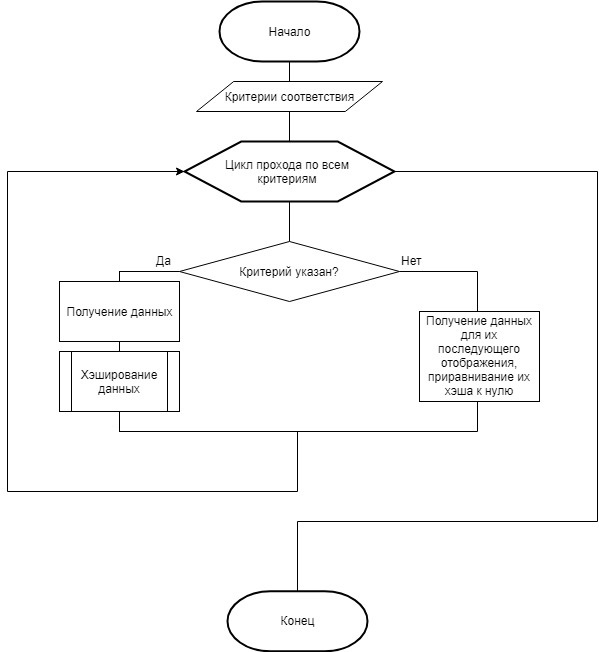 Начало
Критерии соответствия
Цикл прохода по всем
критериям
Да
Критерий указан?
Нет
Получение данных
Хэширование
данных
Получение данных
для их
последующего
отображения,
приравнивание их
хэша к нулю
Конец